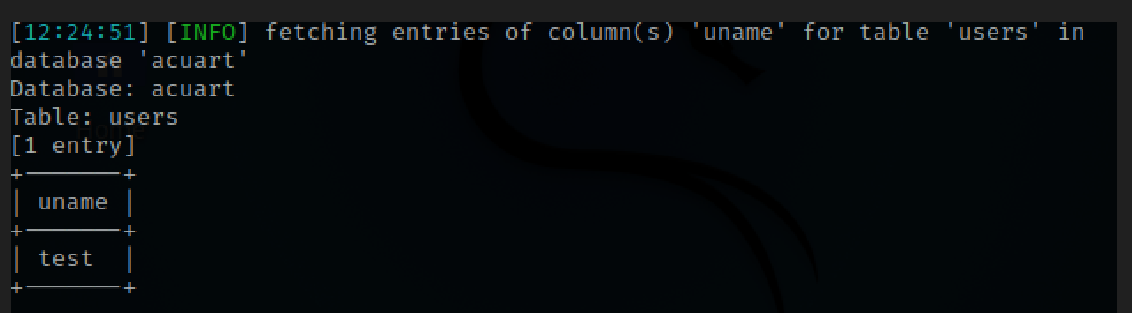 [12:24:51] [INFO] fetching entries of column(s) 'uname' for table 'users' in
database 'acuart'
Database: acuart
Table: users
[1 entry]
+-------+
| uname |
+-------+
| test  |
+-------+